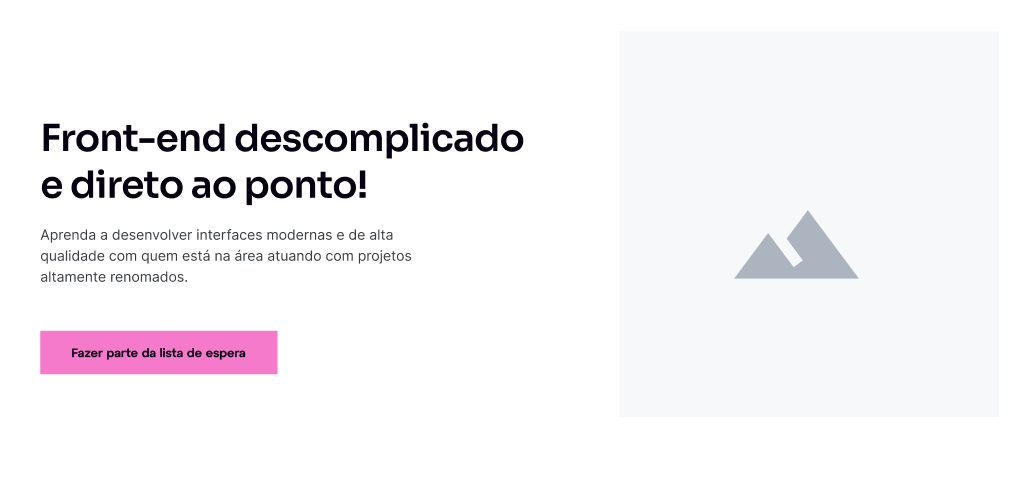 Front-end descomplicado
e direto ao ponto!
Aprenda a desenvolver interfaces modernas e de alta
qualidade com quem está na área atuando com projetos
altamente renomados.
Fazer parte da lista de espera